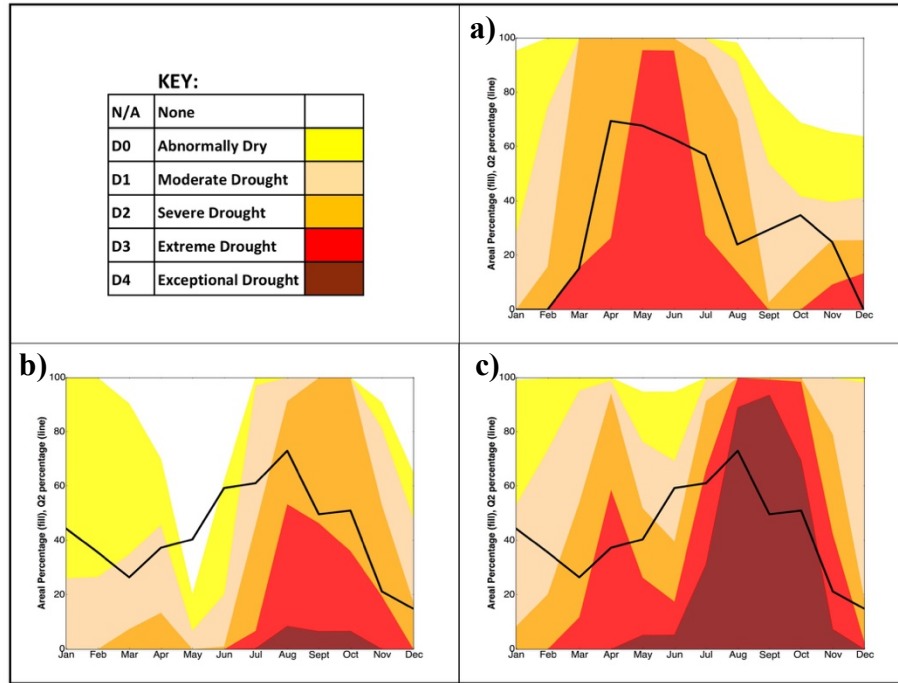 KEY:
N/A None
D0 Abnormally Dry
D1 Moderate Drought
D2 Severe Drought
D3 Extreme Drought
D4 Exceptional Drought
a)
Areal Percentage (fill), Q2 percentage (line)
100
80
60
40
20
0
Jan Feb Mar Apr May Jun Jul Aug Sept Oct Nov Dec
b)
Areal Percentage (fill), Q2 percentage (line)
100
80
60
40
20
0
Jan Feb Mar Apr May Jun Jul Aug Sept Oct Nov Dec
c)
Areal Percentage (fill), Q2 percentage (line)
100
80
60
40
20
0
Jan Feb Mar Apr May Jun Jul Aug Sept Oct Nov Dec